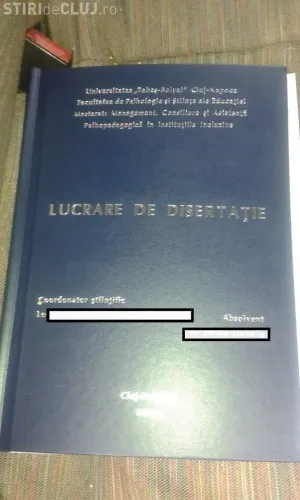 STIRIdeCLUJ.ro
Universitatea „Babeş-Bolyai" Cluj-Napoca
Facultatea de Psihologie şi Ştiinţe ale Educaţiei
Masterat: Management, Consiliere şi Asistenţă
Psihopedagogică în Instituţiile Incluzive
LUCRARE DE DISERTAŢIE
Coordonator ştiinţific
Absolvent